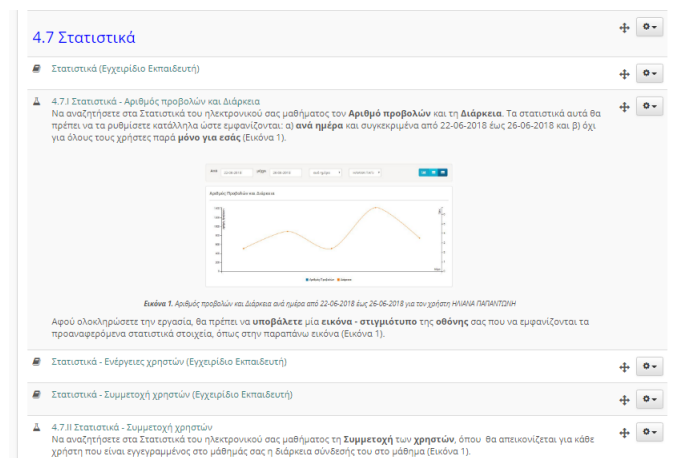 4.7 Στατιστικά
Στατιστικά (Εγχειρίδιο Εκπαιδευτή)
4.7.I Στατιστικά - Αριθμός προβολών και Διάρκεια
Να αναζητήσετε στα Στατιστικά του ηλεκτρονικού σας μαθήματος τον Αριθμό προβολών και τη Διάρκεια. Τα στατιστικά αυτά θα
πρέπει να τα ρυθμίσετε κατάλληλα ώστε εμφανίζονται: α) ανά ημέρα και συγκεκριμένα από 22-06-2018 έως 26-06-2018 και β) όχι
για όλους τους χρήστες παρά μόνο για εσάς (Εικόνα 1).
Αριθμός Προβολών και Διάρκεια
Εικόνα 1. Αριθμός προβολών και Διάρκεια ανά ημέρα από 22-06-2018 έως 26-06-2018 για τον χρήστη ΗΛΙΑΝΑ ΠΑΠΑΝΤΩΝΗ
Αφού ολοκληρώσετε την εργασία, θα πρέπει να υποβάλετε μία εικόνα - στιγμιότυπο της οθόνης σας που να εμφανίζονται τα
προαναφερόμενα στατιστικά στοιχεία, όπως στην παραπάνω εικόνα (Εικόνα 1).
Στατιστικά - Ενέργειες χρηστών (Εγχειρίδιο Εκπαιδευτή)
Στατιστικά - Συμμετοχή χρηστών (Εγχειρίδιο Εκπαιδευτή)
4.7.II Στατιστικά - Συμμετοχή χρηστών
Να αναζητήσετε στα Στατιστικά του ηλεκτρονικού σας μαθήματος τη Συμμετοχή των χρηστών, όπου θα απεικονίζεται για κάθε
χρήστη που είναι εγγεγραμμένος στο μάθημάς σας η διάρκεια σύνδεσής του στο μάθημα (Εικόνα 1).